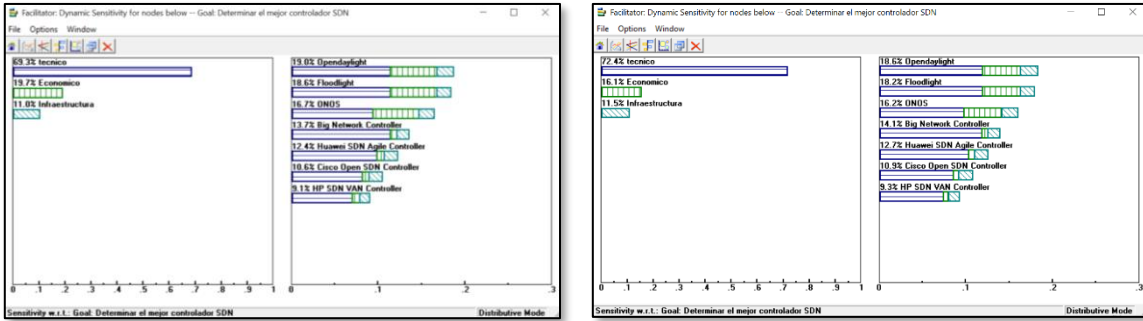 Facilitator: Dynamic Sensitivity for nodes below -- Goal: Determinar el mejor controlador SDN
File Options Window
69.3% tecnico
19.7% Economico
11.0% Infraestructura
0 .1 .2 .3 .4 .5 .6 .7 .8 .9 1
19.0% Opendaylight
18.6% Floodlight
16.7% ONOS
13.7% Big Network Controller
12.4% Huawei SDN Agile Controller
10.6% Cisco Open SDN Controller
9.1% HP SDN VAN Controller
0 .1 .2 .3
Sensitivity w.r.t.: Goal: Determinar el mejor controlador SDN
Distributive Mode
Facilitator: Dynamic Sensitivity for nodes below -- Goal: Determinar el mejor controlador SDN
File Options Window
72.4% tecnico
16.1% Economico
11.5% Infraestructura
0 .1 .2 .3 .4 .5 .6 .7 .8 .9 1
18.6% Opendaylight
18.2% Floodlight
16.2% ONOS
14.1% Big Network Controller
12.7% Huawei SDN Agile Controller
10.9% Cisco Open SDN Controller
9.3% HP SDN VAN Controller
0 .1 .2 .3
Sensitivity w.r.t.: Goal: Determinar el mejor controlador SDN
Distributive Mode